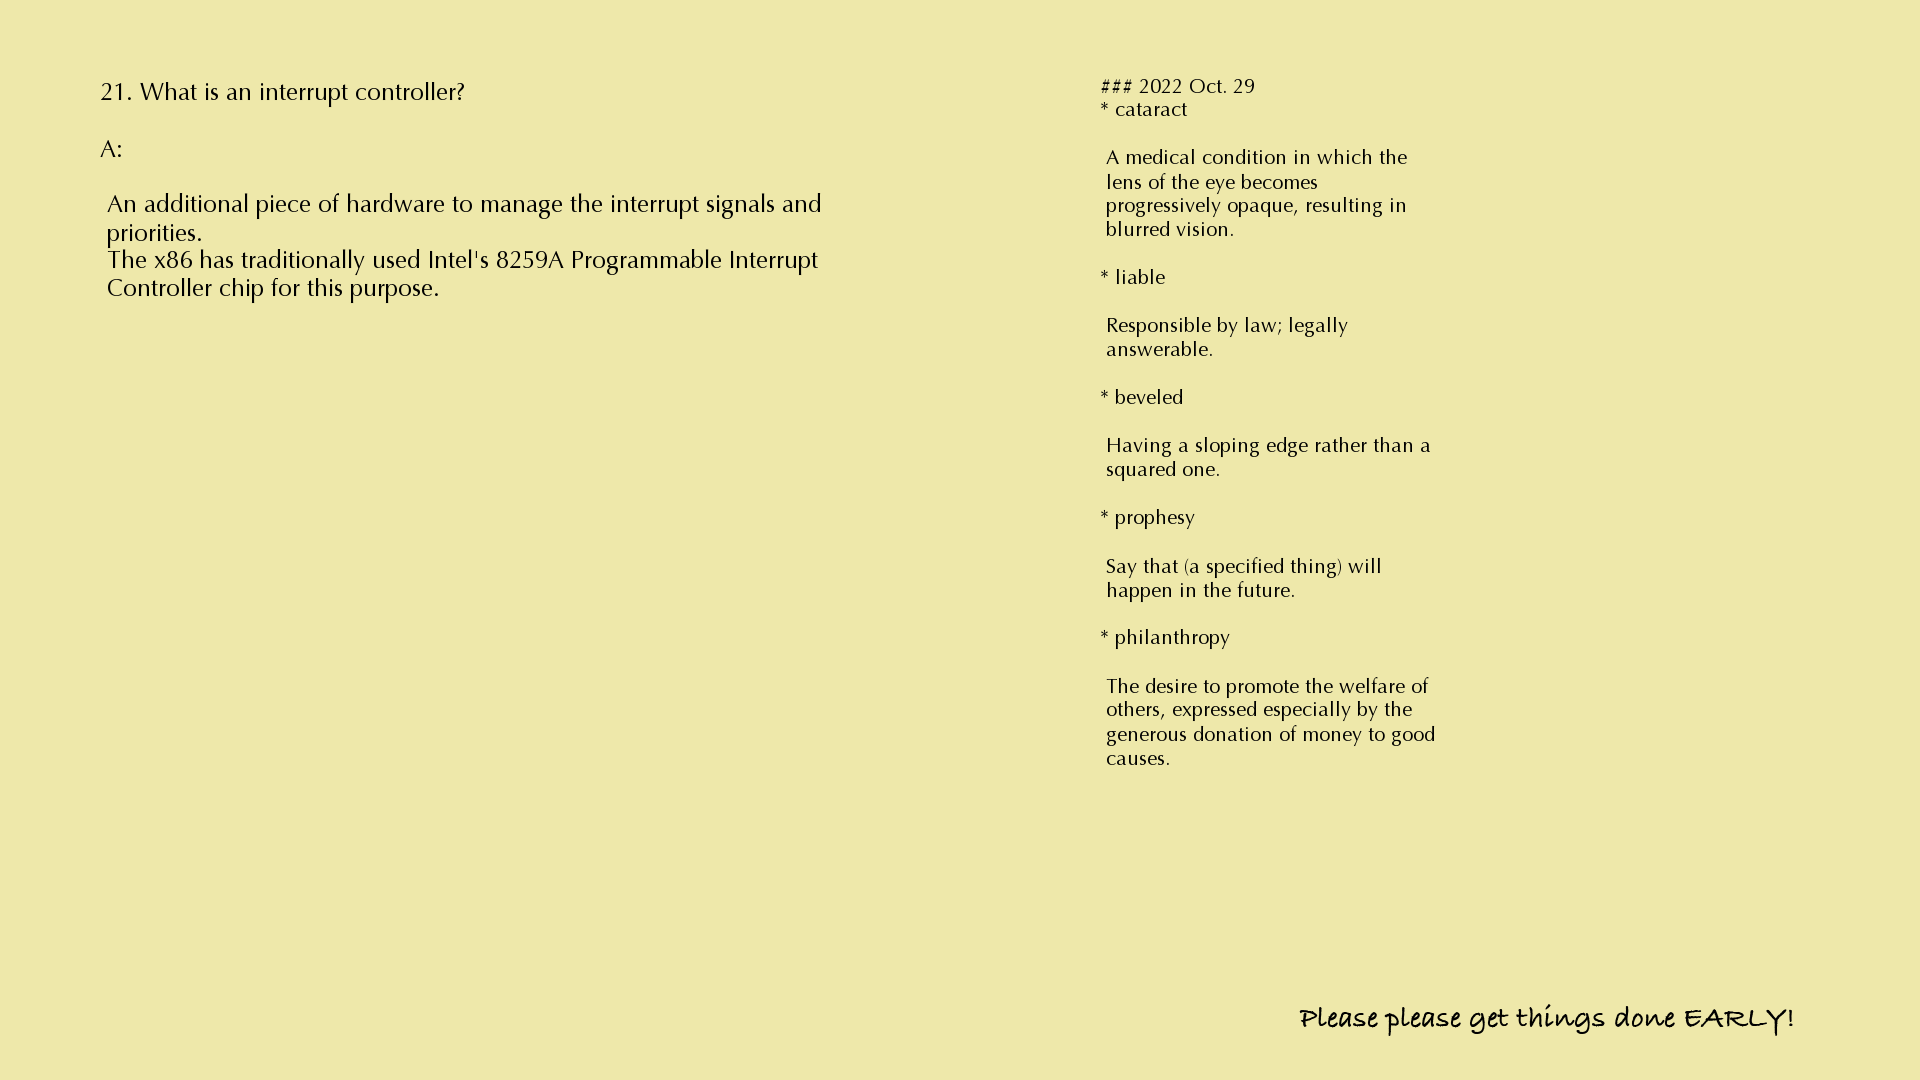 21. What is an interrupt controller?
A:
An additional piece of hardware to manage the interrupt signals and
priorities.
The x86 has traditionally used Intel's 8259A Programmable Interrupt
Controller chip for this purpose.
### 2022 Oct. 29
* cataract
A medical condition in which the
lens of the eye becomes
progressively opaque, resulting in
blurred vision.
* liable
Responsible by law; legally
answerable.
* beveled
Having a sloping edge rather than a
squared one.
* prophesy
Say that (a specified thing) will
happen in the future.
* philanthropy
The desire to promote the welfare of
others, expressed especially by the
generous donation of money to good
causes.
Please please get things done EARLY!